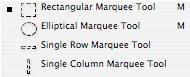 Rectangular Marquee Tool M
Elliptical Marquee Tool M
Single Row Marquee Tool
Single Column Marquee Tool